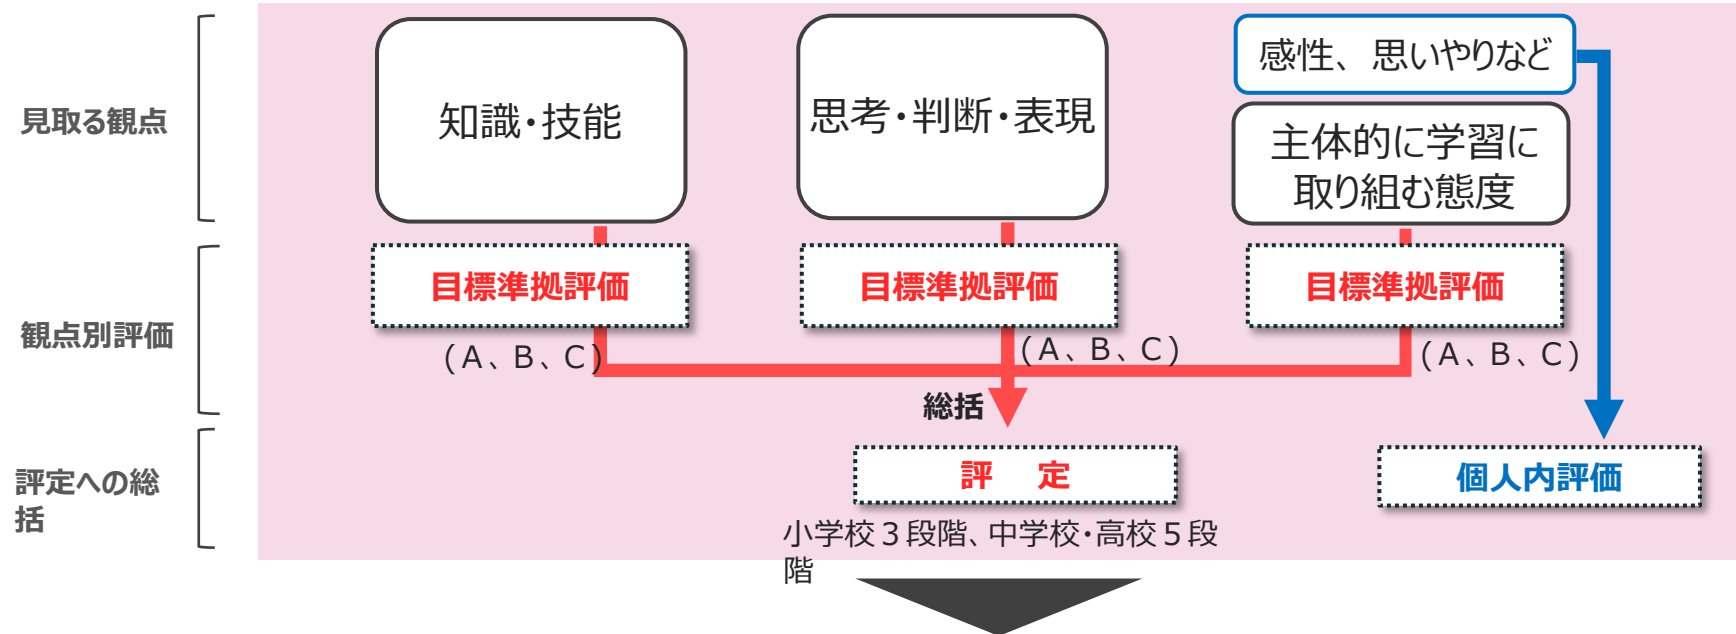 見取る観点
知識・技能
思考・判断・表現
感性、思いやりなど
主体的に学習に
取り組む態度
観点別評価
目標準拠評価
目標準拠評価
目標準拠評価
(A、B、C)
(A、B、C)
(A、B、C)
総括
評定への総
括
評　定
個人内評価
小学校３段階、中学校・高校５段
階